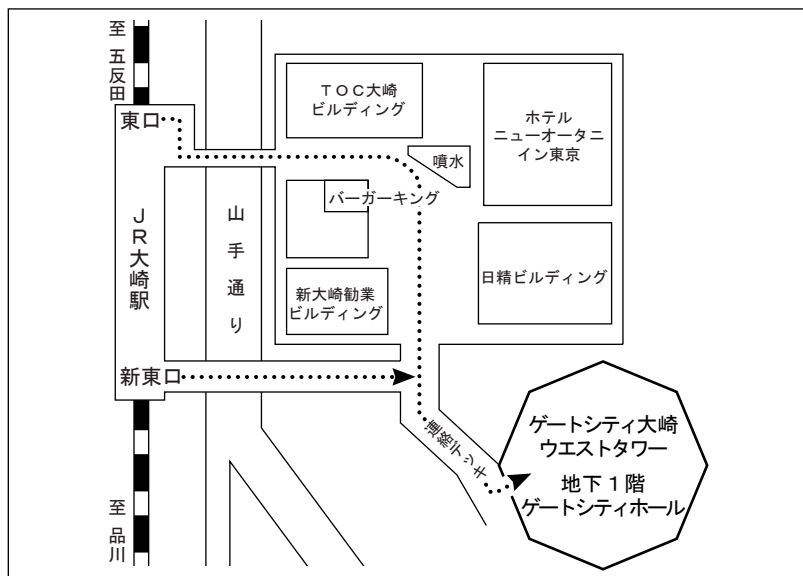 至 五反田
東口
JR大崎駅
新東口
至 品川
山手通り
TOC大崎
ビルディング
噴水
ホテル
ニューオータニ
イン東京
バーガーキング
日精ビルディング
新大崎勧業
ビルディング
連絡デッキ
ゲートシティ大崎
ウエストタワー
地下1階
ゲートシティホール